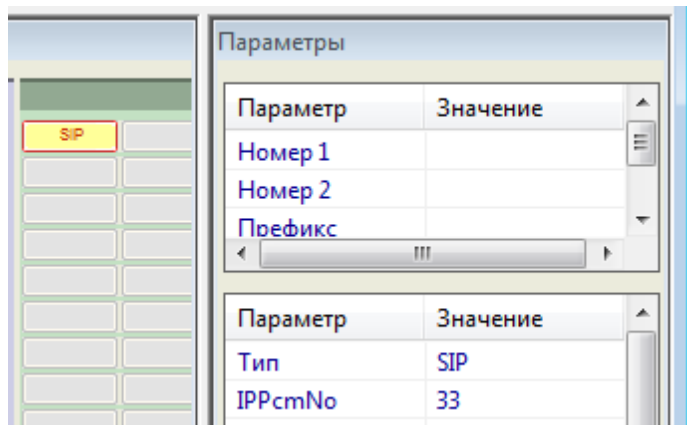 Параметры
Параметр Значение
SIP
Номер 1
Номер 2
Префикс
Параметр Значение
Тип SIP
IPPcmNo 33